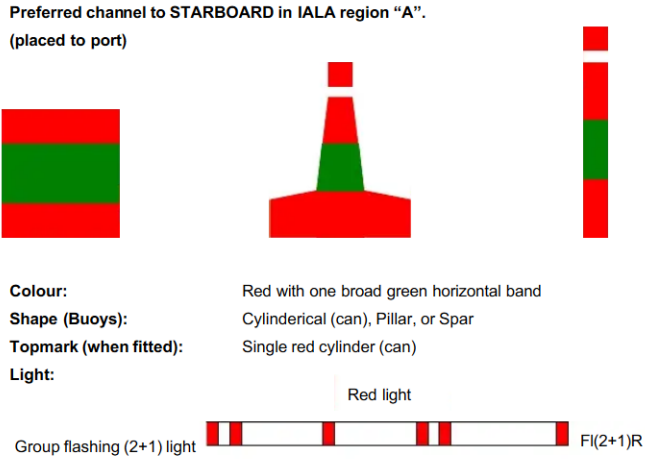 Preferred channel to STARBOARD in IALA region “A”.
(placed to port)
Colour: Red with one broad green horizontal band
Shape (Buoys): Cylinderical (can), Pillar, or Spar
Topmark (when fitted): Single red cylinder (can)
Light:
Red light
Group flashing (2+1) light Fl(2+1)R